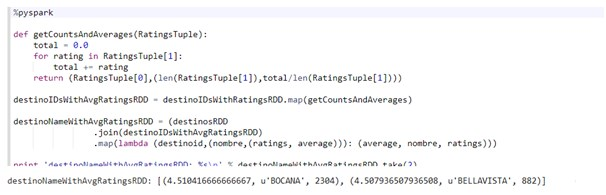 %pyspark
def getCountsAndAverages(RatingsTuple):
    total = 0.0
    for rating in RatingsTuple[1]:
        total += rating
    return (RatingsTuple[0],(len(RatingsTuple[1]),total/len(RatingsTuple[1])))
destinoIDsWithAvgRatingsRDD = destinoIDsWithRatingsRDD.map(getCountsAndAverages)
destinoNameWithAvgRatingsRDD = (destinosRDD
            .join(destinoIDsWithAvgRatingsRDD)
            .map(lambda (destinoid,(nombre,(ratings, average))): (average, nombre, ratings)))
print 'destinoNameWithAvgRatingsRDD: %s\n' % destinoNameWithAvgRatingsRDD.take(2)
destinoNameWithAvgRatingsRDD: [(4.510416666666667, u'BOCANA', 2304), (4.507936507936508, u'BELLAVISTA', 882)]